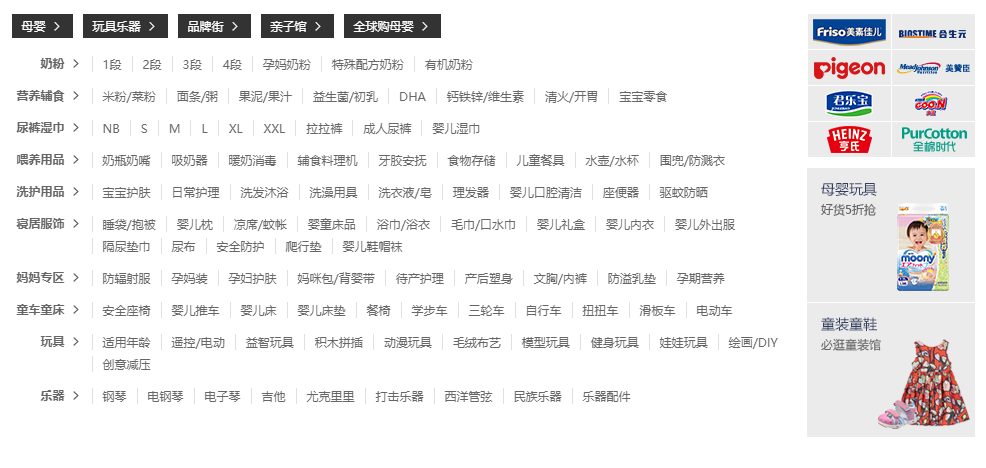 母婴 玩具乐器 品牌街 亲子馆 全球购母婴
奶粉 1段 2段 3段 4段 孕妈奶粉 特殊配方奶粉 有机奶粉
营养辅食 米粉/菜粉 面条/粥 果泥/果汁 益生菌/初乳 DHA 钙铁锌/维生素 清火/开胃 宝宝零食
尿裤湿巾 NB S M L XL XXL 拉拉裤 成人尿裤 婴儿湿巾
喂养用品 奶瓶奶嘴 吸奶器 暖奶消毒 辅食料理机 牙胶安抚 食物存储 儿童餐具 水壶/水杯 围兜/防溅衣
洗护用品 宝宝护肤 日常护理 洗发沐浴 洗澡用具 洗衣液/皂 理发器 婴儿口腔清洁 座便器 驱蚊防晒
寝居服饰 睡袋/抱被 婴儿枕 凉席/蚊帐 婴童床品 浴巾/浴衣 毛巾/口水巾 婴儿礼盒 婴儿内衣 婴儿外出服
隔尿垫巾 尿布 安全防护 爬行垫 婴儿鞋帽袜
妈妈专区 防辐射服 孕妈装 孕妇护肤 妈咪包/背婴带 待产护理 产后塑身 文胸/内裤 防溢乳垫 孕期营养
童车童床 安全座椅 婴儿推车 婴儿床 婴儿床垫 餐椅 学步车 三轮车 自行车 扭扭车 滑板车 电动车
玩具 适用年龄 遥控/电动 益智玩具 积木拼插 动漫玩具 毛绒布艺 模型玩具 健身玩具 娃娃玩具 绘画/DIY
创意减压
乐器 钢琴 电钢琴 电子琴 吉他 尤克里里 打击乐器 西洋管弦 民族乐器 乐器配件
Friso 美素佳儿 BIOSTIME 合生元
Pigeon MeadJohnson 美贊臣
君乐宝 GOO.N
HEINZ 亨氏 PurCotton 全棉时代
母婴玩具
好货5折抢
moony
童装童鞋
必逛童装馆